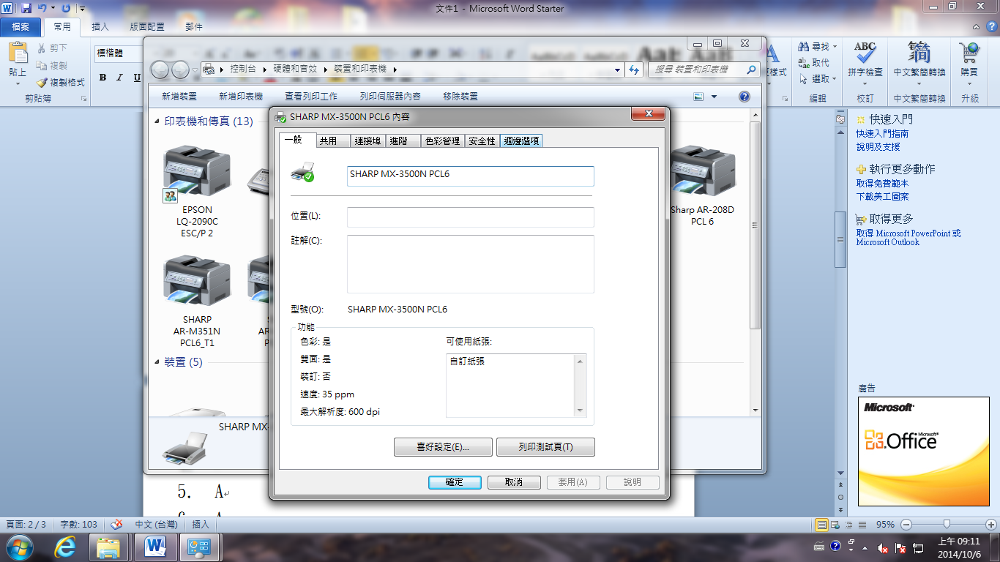 文件1 - Microsoft Word Starter
檔案 常用 插入 版面配置 郵件
貼上
剪下
複製
複製格式
剪貼簿
標楷體
B I U
尋找
取代
選取
編輯
ABC
拼字檢查
校訂
中文繁簡轉換
中文繁簡轉換
購買
升級
控制台 硬體和音效 裝置和印表機
搜尋 裝置和印表機
新增裝置 新增印表機 查看列印工作 列印伺服器內容 移除裝置
印表機和傳真 (13)
EPSON
LQ-2090C
ESC/P 2
Sharp AR-208D
PCL 6
SHARP
AR-M351N
PCL6_T1
裝置 (5)
SHARP MX-
SHARP MX-3500N PCL6 內容
一般 共用 連接埠 進階 色彩管理 安全性 週邊選項
SHARP MX-3500N PCL6
位置(L):
註解(C):
型號(O): SHARP MX-3500N PCL6
功能
色彩: 是
雙面: 是
裝訂: 否
速度: 35 ppm
最大解析度: 600 dpi
可使用紙張:
自訂紙張
喜好設定(E)... 列印測試頁(T)
確定 取消 套用(A) 說明
5. A
快速入門
快速入門指南
說明及支援
執行更多動作
取得免費範本
下載美工圖案
取得更多
取得 Microsoft PowerPoint 或
Microsoft Outlook
廣告
Microsoft
Microsoft
Office
頁面: 2 / 3 字數: 103 中文 (台灣) 插入 95%
上午 09:11
2014/10/6